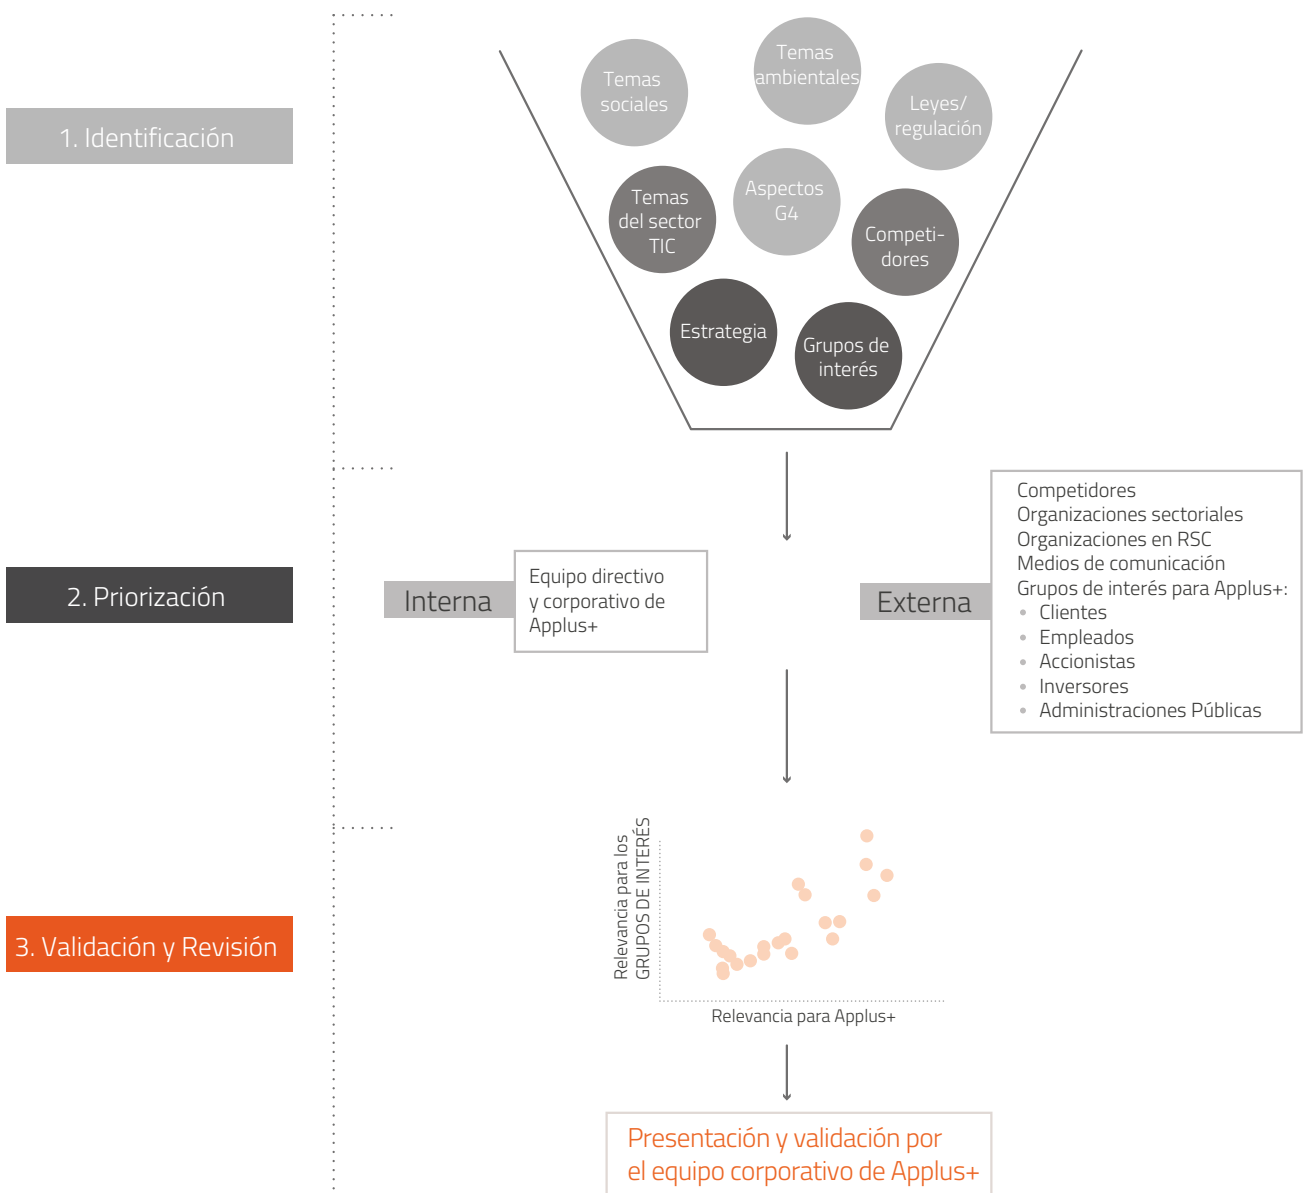 1. Identificación
Temas
sociales
Temas
ambientales
Leyes/
regulación
Temas
del sector
TIC
Aspectos
G4
Competi-
dores
Estrategia
Grupos de
interés
2. Priorización
Interna
Equipo directivo
y corporativo de
Applus+
Externa
Competidores
Organizaciones sectoriales
Organizaciones en RSC
Medios de comunicación
Grupos de interés para Applus+:
• Clientes
• Empleados
• Accionistas
• Inversores
• Administraciones Públicas
3. Validación y Revisión
Relevancia para los
GRUPOS DE INTERÉS
Relevancia para Applus+
Presentación y validación por
el equipo corporativo de Applus+